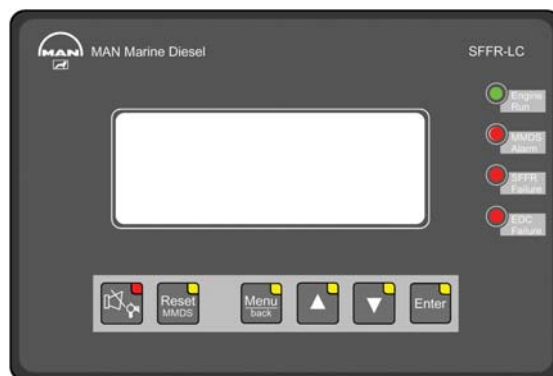 MAN
MAN Marine Diesel
SFFR-LC
Engine
Run
MMDS
Alarm
SFFR
Failure
EDC
Failure
Reset
MMDS
Menu
back
Enter